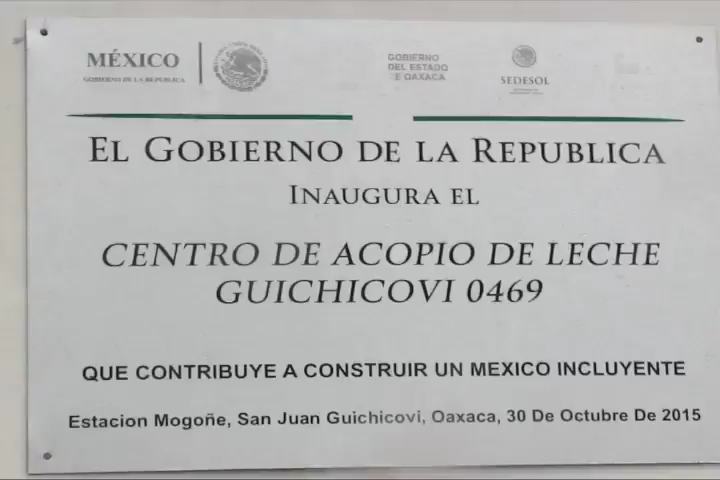 MÉXICO
GOBIERNO DE LA REPUBLICA
GOBIERNO
DEL ESTADO
DE OAXACA
SEDESOL
EL GOBIERNO DE LA REPUBLICA
INAUGURA EL
CENTRO DE ACOPIO DE LECHE
GUICHICOVI 0469
QUE CONTRIBUYE A CONSTRUIR UN MEXICO INCLUYENTE
Estacion Mogoñe, San Juan Guichicovi, Oaxaca, 30 De Octubre De 2015